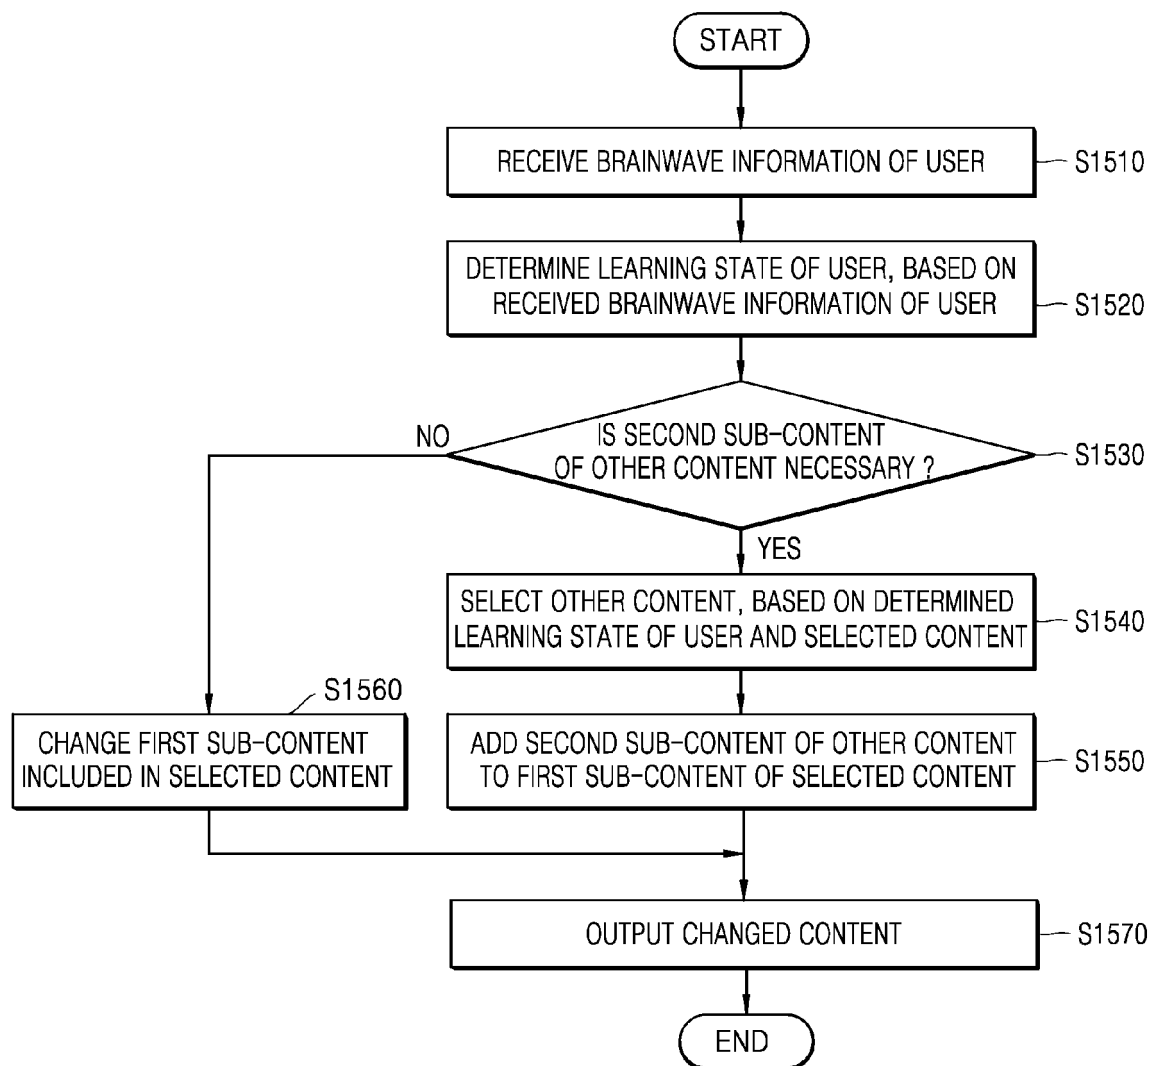 START
RECEIVE BRAINWAVE INFORMATION OF USER
S1510
DETERMINE LEARNING STATE OF USER, BASED ON
RECEIVED BRAINWAVE INFORMATION OF USER
S1520
IS SECOND SUB-CONTENT
OF OTHER CONTENT NECESSARY ?
S1530
NO
YES
SELECT OTHER CONTENT, BASED ON DETERMINED
LEARNING STATE OF USER AND SELECTED CONTENT
S1540
S1560
CHANGE FIRST SUB-CONTENT
INCLUDED IN SELECTED CONTENT
ADD SECOND SUB-CONTENT OF OTHER CONTENT
TO FIRST SUB-CONTENT OF SELECTED CONTENT
S1550
OUTPUT CHANGED CONTENT
S1570
END